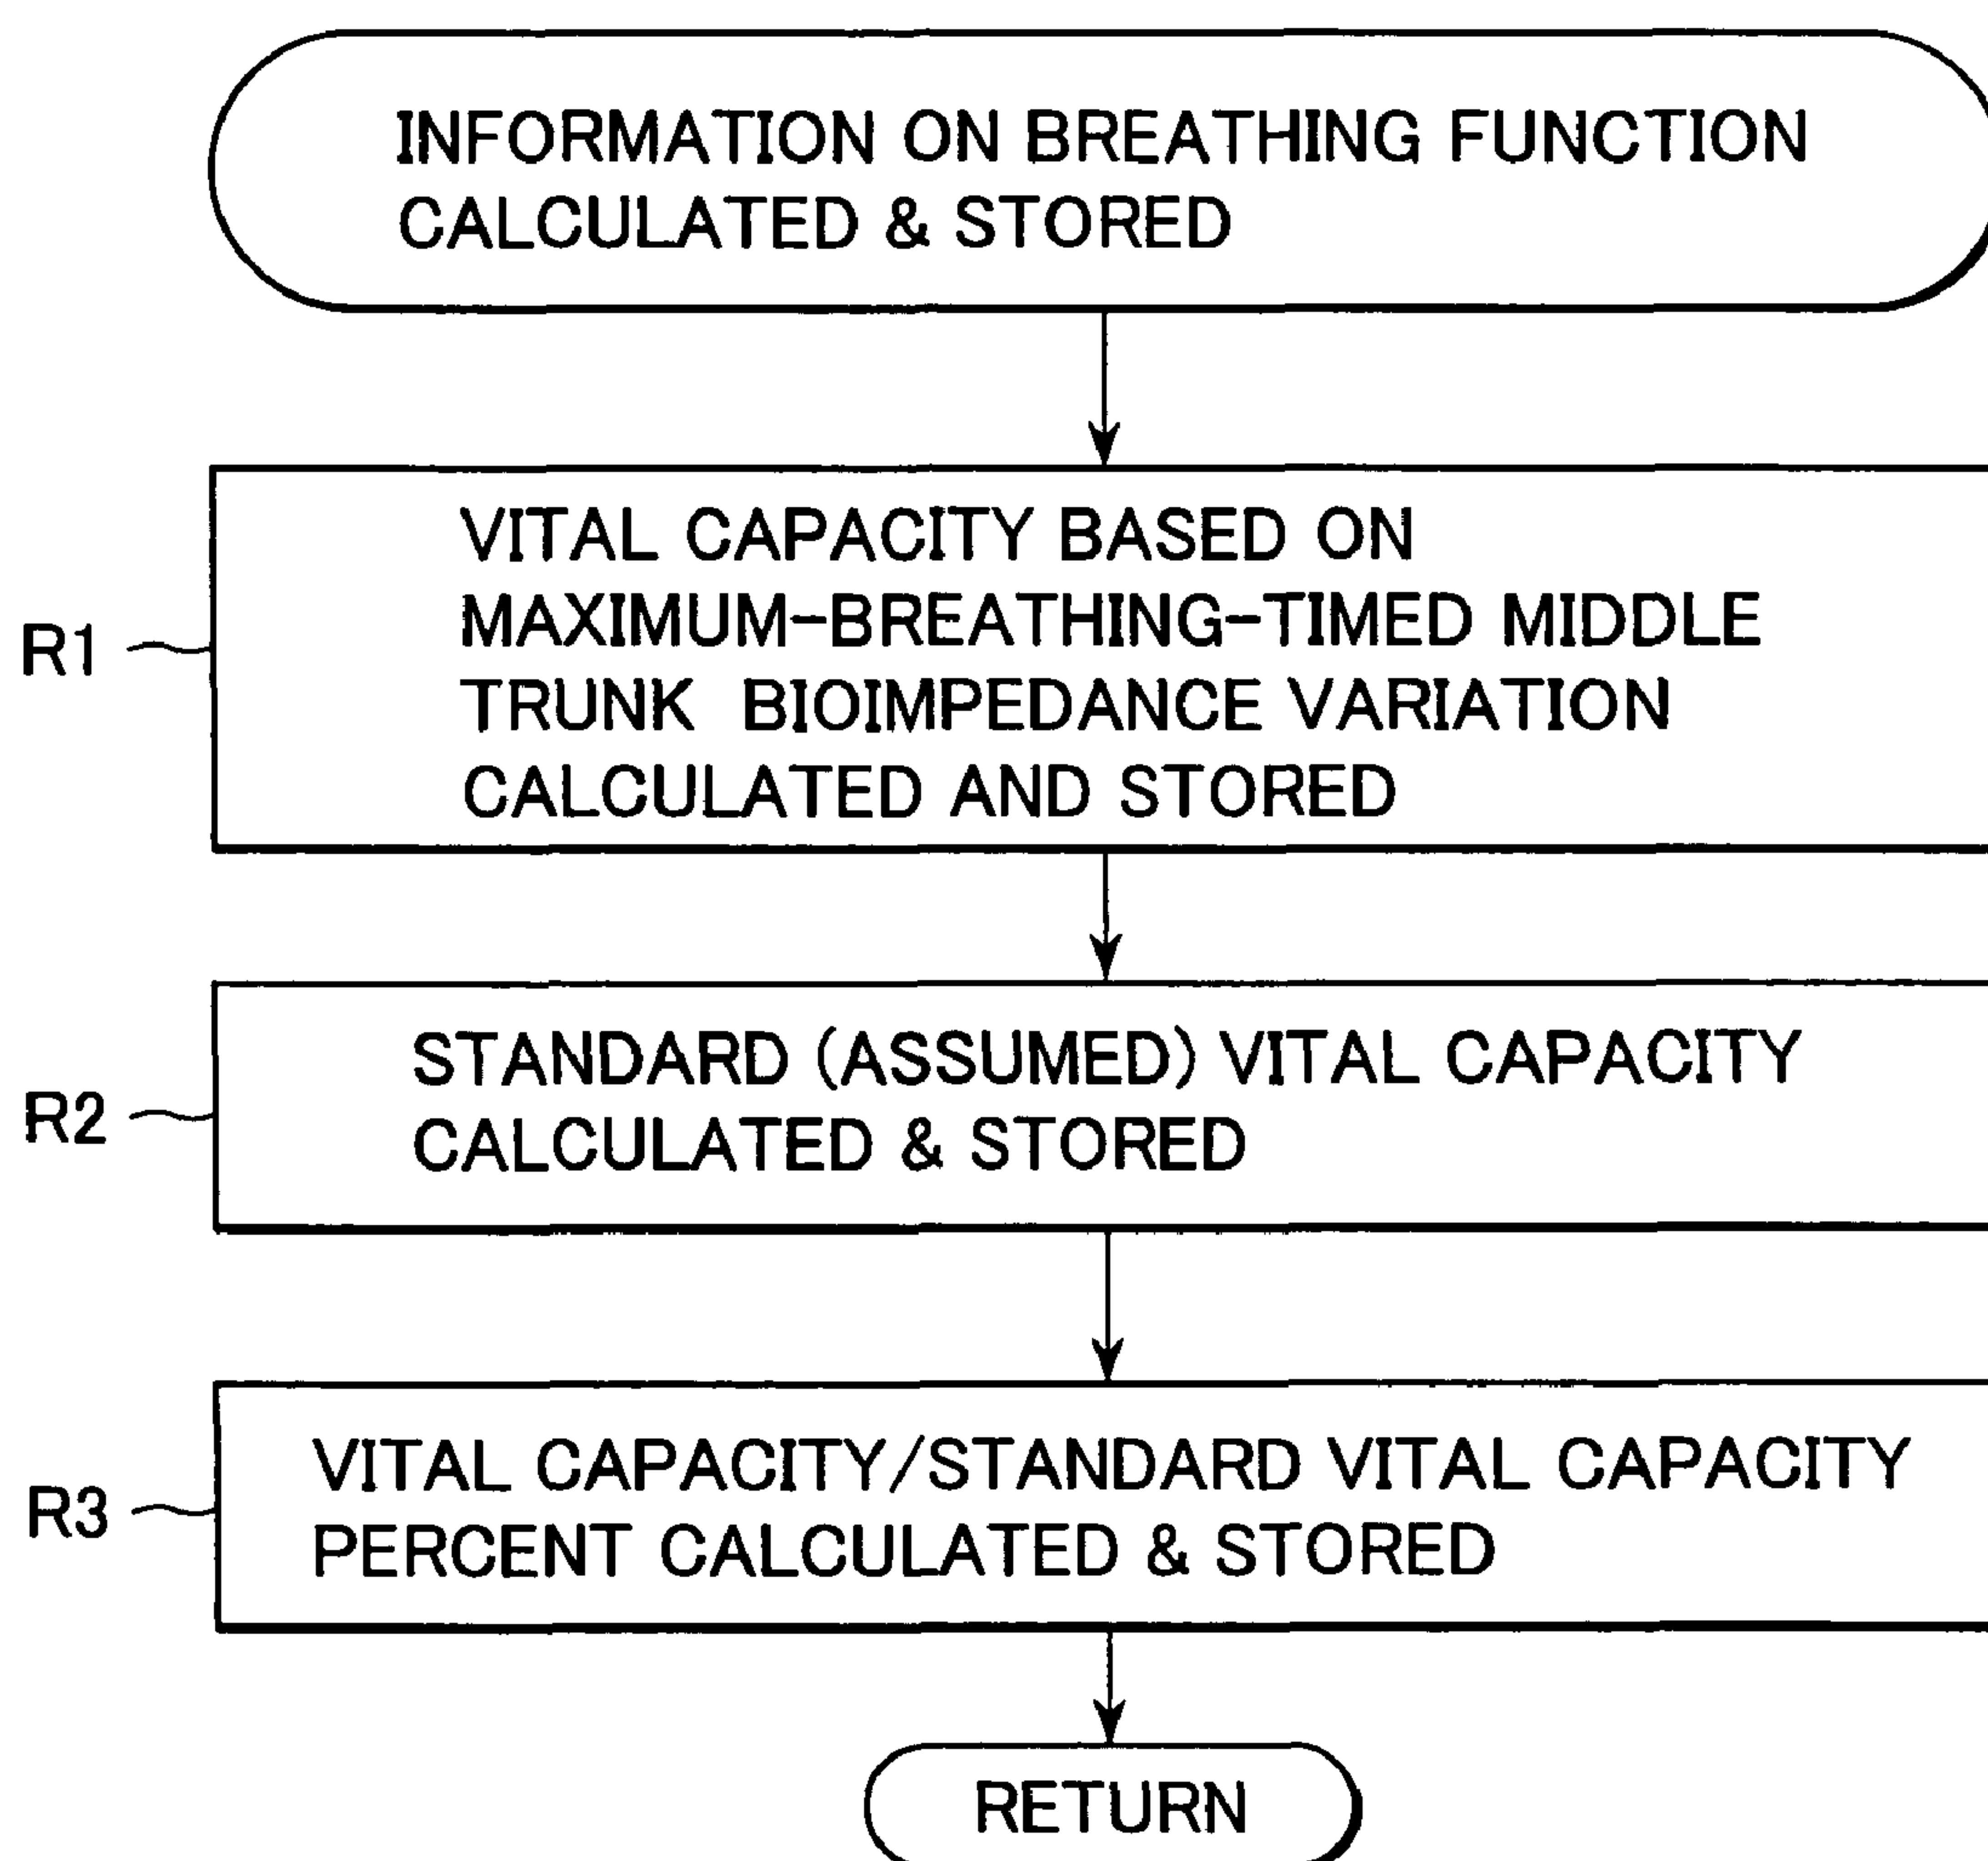 INFORMATION ON BREATHING FUNCTION
CALCULATED & STORED
VITAL CAPACITY BASED ON
MAXIMUM-BREATHING-TIMED MIDDLE
TRUNK BIOIMPEDANCE VARIATION
CALCULATED AND STORED
R1
STANDARD (ASSUMED) VITAL CAPACITY
CALCULATED & STORED
R2
VITAL CAPACITY/STANDARD VITAL CAPACITY
PERCENT CALCULATED & STORED
R3
RETURN